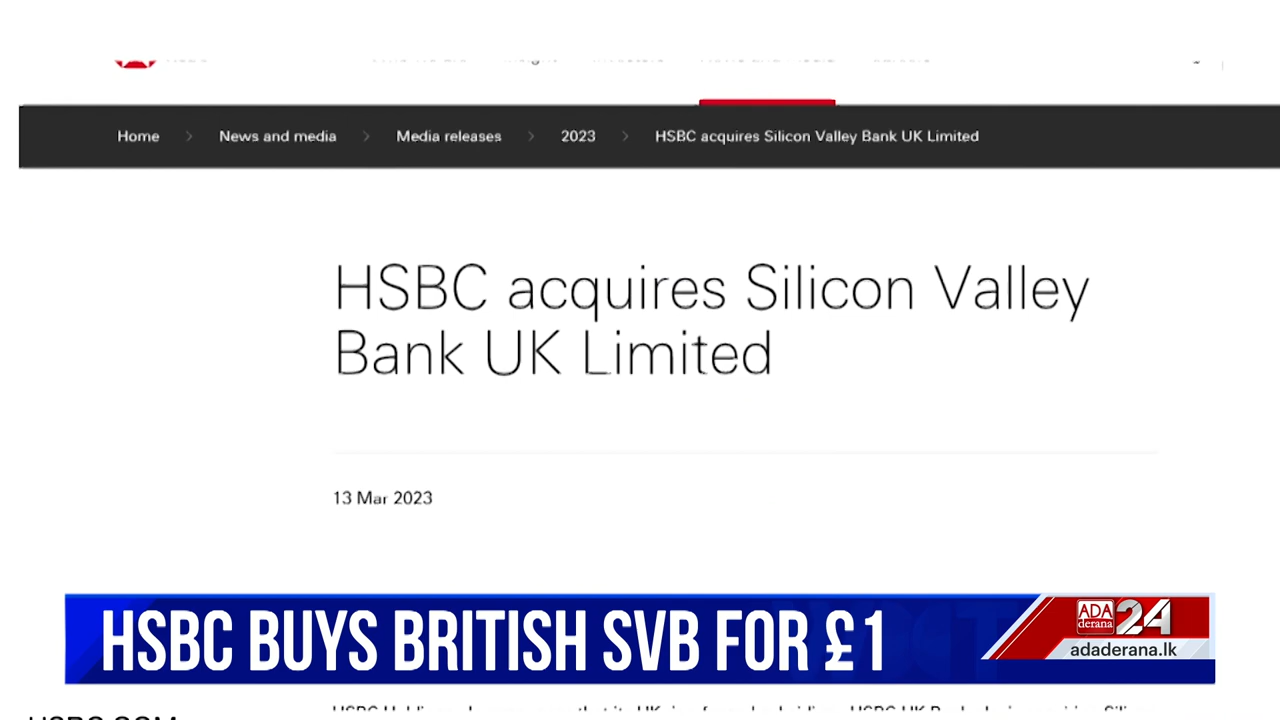 Home > News and media > Media releases > 2023 > HSBC acquires Silicon Valley Bank UK Limited
HSBC acquires Silicon Valley
Bank UK Limited
13 Mar 2023
HSBC BUYS BRITISH SVB FOR £1
ADA
derana
24
adaderana.lk